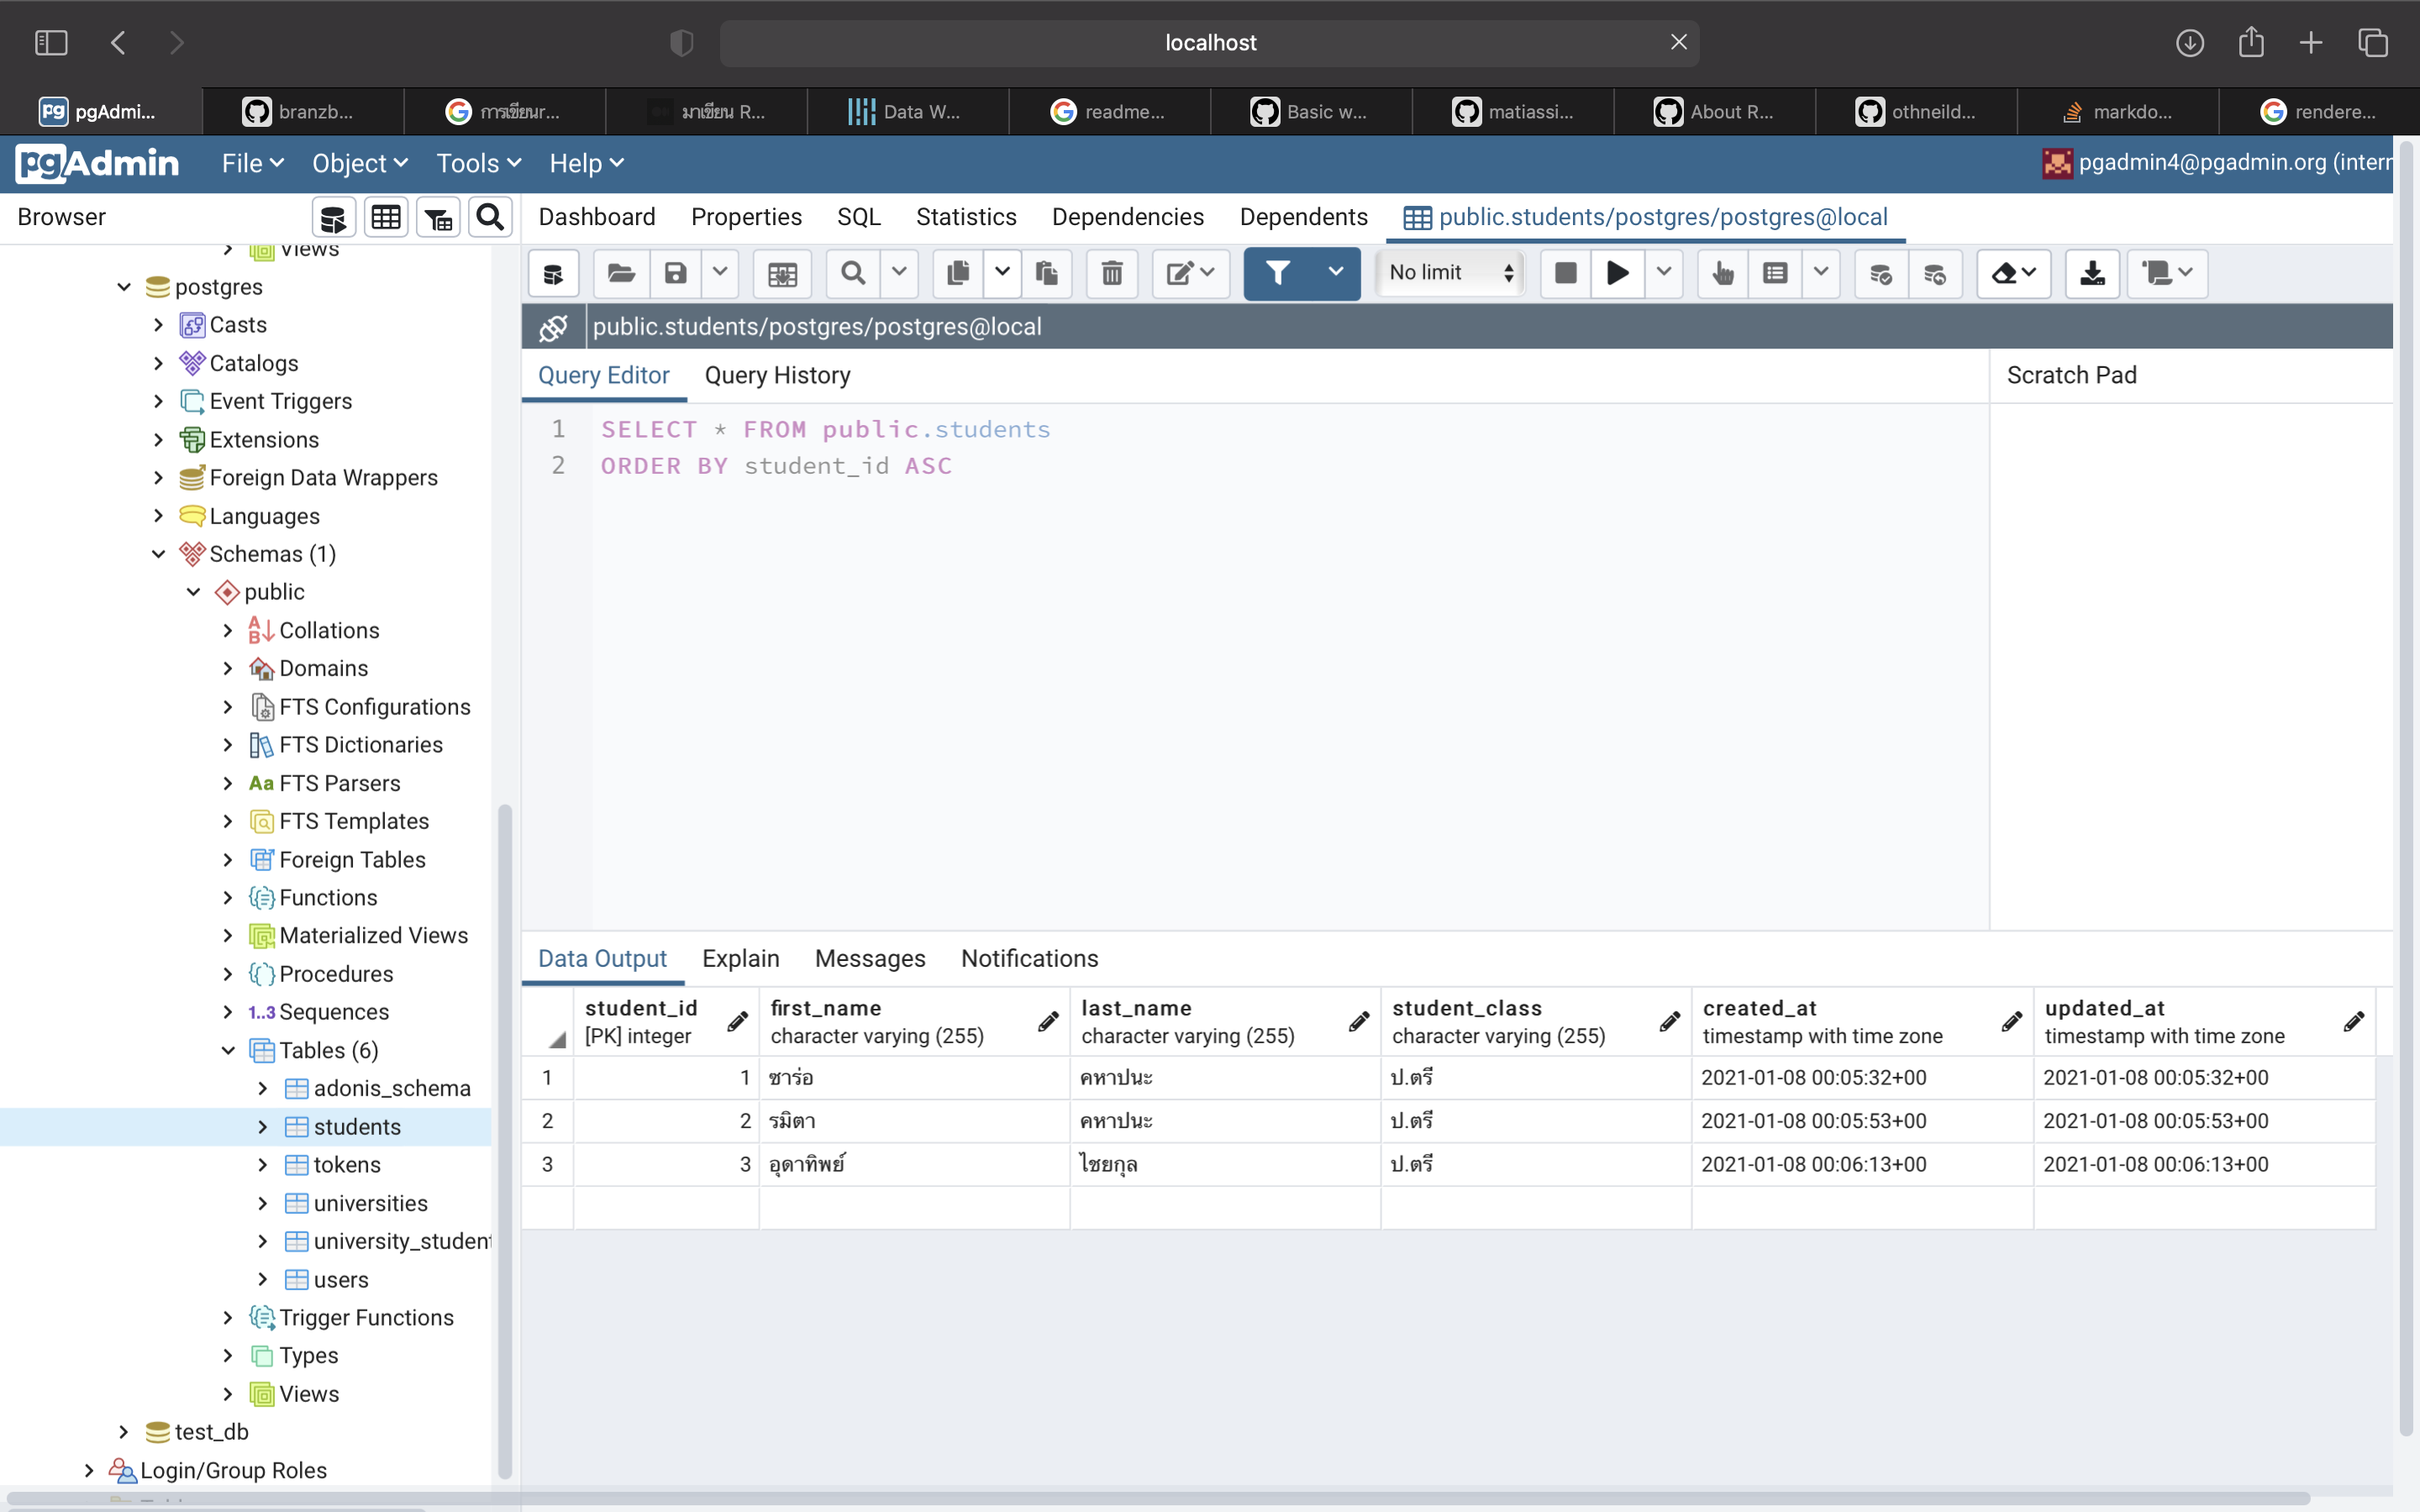 localhost
pgAdmi...
branzb...
การเขียนr...
มาเขียน R...
Data W...
readme...
Basic w...
matiassi...
About R...
othneild...
markdo...
rendere...
pgAdmin File Object Tools Help pgadmin4@pgadmin.org (inter
Browser
Views
postgres
Casts
Catalogs
Event Triggers
Extensions
Foreign Data Wrappers
Languages
Schemas (1)
public
Collations
Domains
FTS Configurations
FTS Dictionaries
Aa FTS Parsers
FTS Templates
Foreign Tables
Functions
Materialized Views
Procedures
1..3 Sequences
Tables (6)
adonis_schema
students
tokens
universities
university_student
users
Trigger Functions
Types
Views
test_db
Login/Group Roles
Dashboard Properties SQL Statistics Dependencies Dependents public.students/postgres/postgres@local
No limit
public.students/postgres/postgres@local
Query Editor Query History
Scratch Pad
1 SELECT * FROM public.students
2 ORDER BY student_id ASC
Data Output Explain Messages Notifications
student_id first_name last_name student_class created_at updated_at
[PK] integer character varying (255) character varying (255) character varying (255) timestamp with time zone timestamp with time zone
1 1 ซาร่อ คหาปนะ ป.ตรี 2021-01-08 00:05:32+00 2021-01-08 00:05:32+00
2 2 รมิตา คหาปนะ ป.ตรี 2021-01-08 00:05:53+00 2021-01-08 00:05:53+00
3 3 อุดาทิพย์ ไชยกุล ป.ตรี 2021-01-08 00:06:13+00 2021-01-08 00:06:13+00